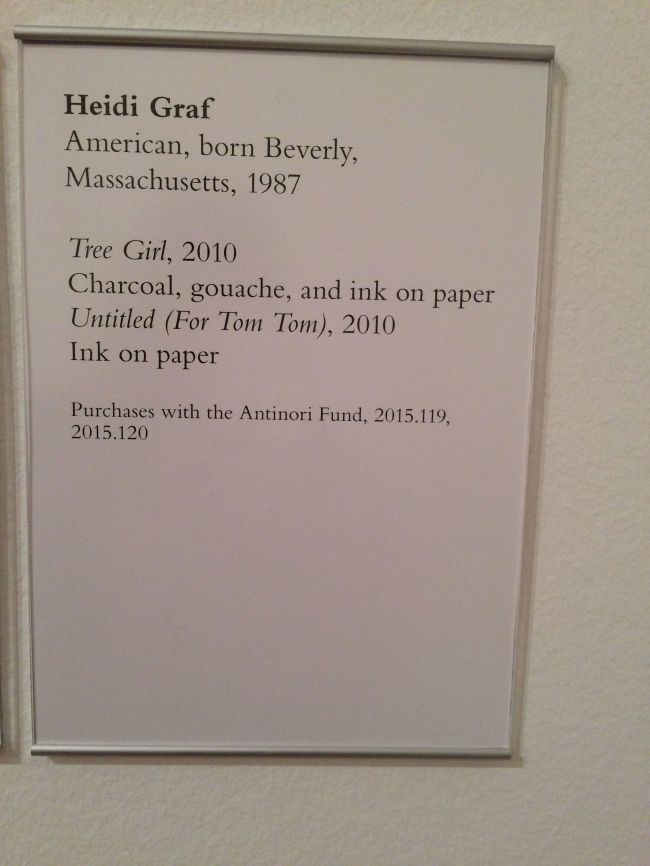 Heidi Graf
American, born Beverly,
Massachusetts, 1987
Tree Girl, 2010
Charcoal, gouache, and ink on paper
Untitled (For Tom Tom), 2010
Ink on paper
Purchases with the Antinori Fund, 2015.119,
2015.120